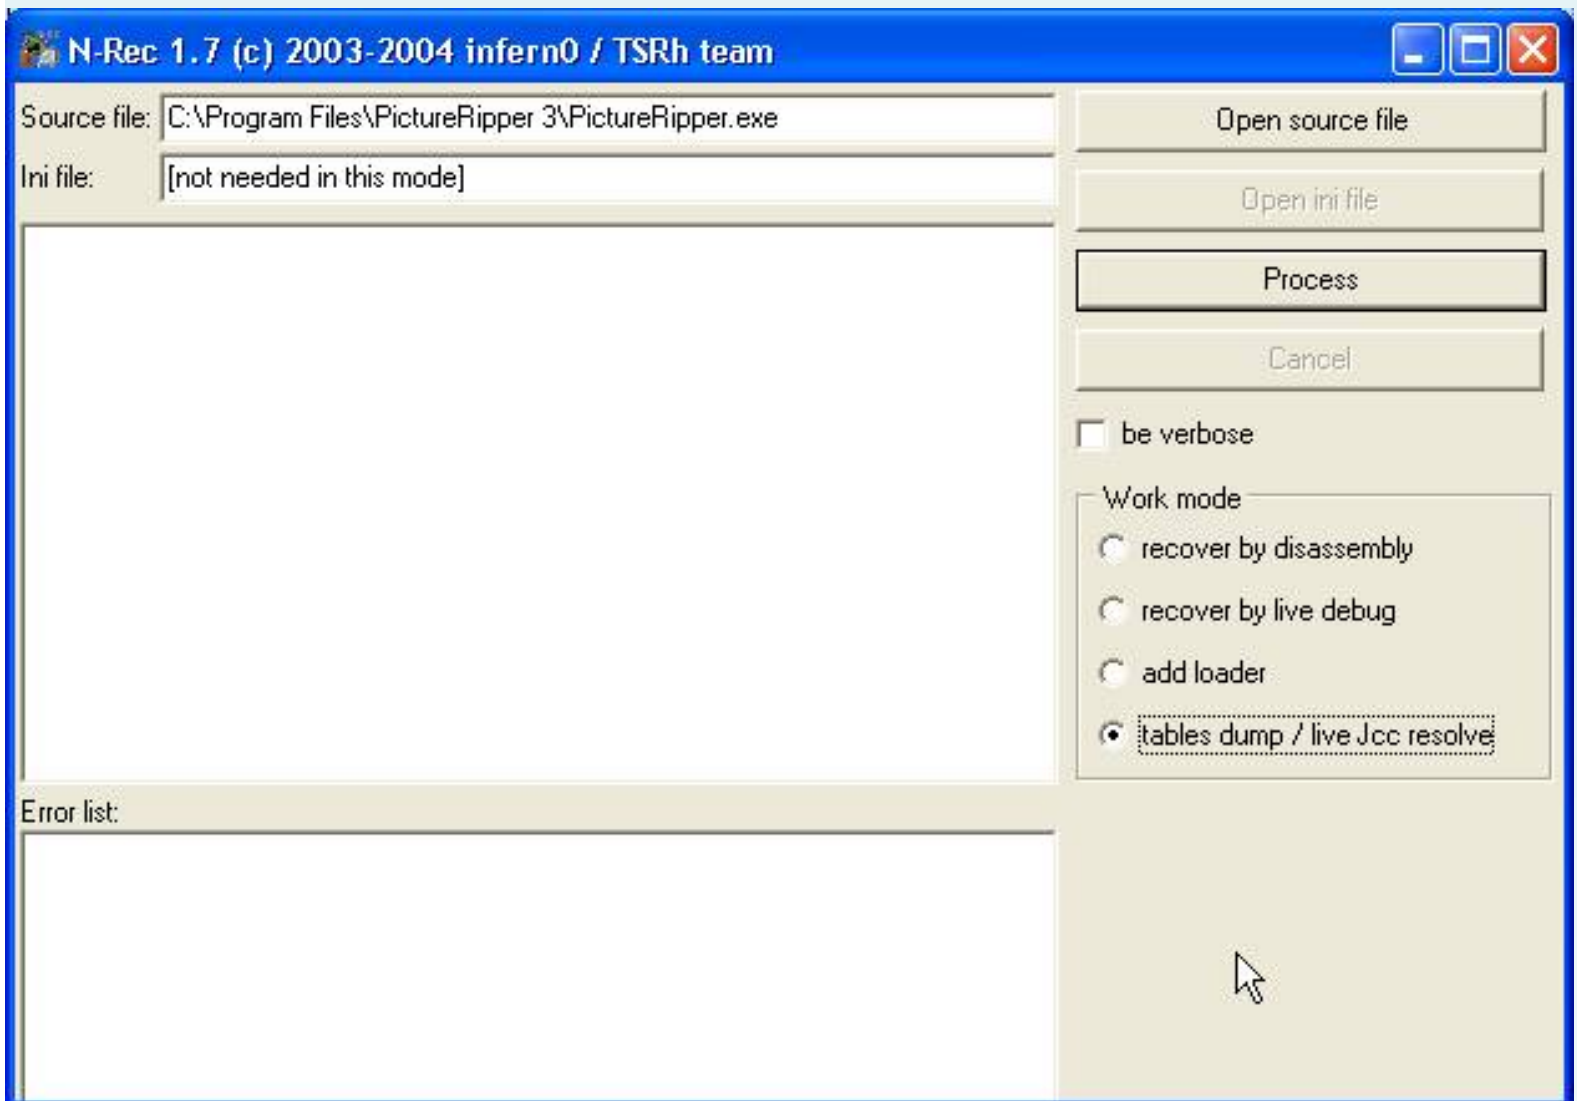 N-Rec 1.7 (c) 2003-2004 infern0 / TSRh team
Source file: C:\Program Files\PictureRipper 3\PictureRipper.exe
Open source file
Ini file: [not needed in this mode]
Open ini file
Process
Cancel
be verbose
Work mode
recover by disassembly
recover by live debug
add loader
tables dump / live Jcc resolve
Error list: